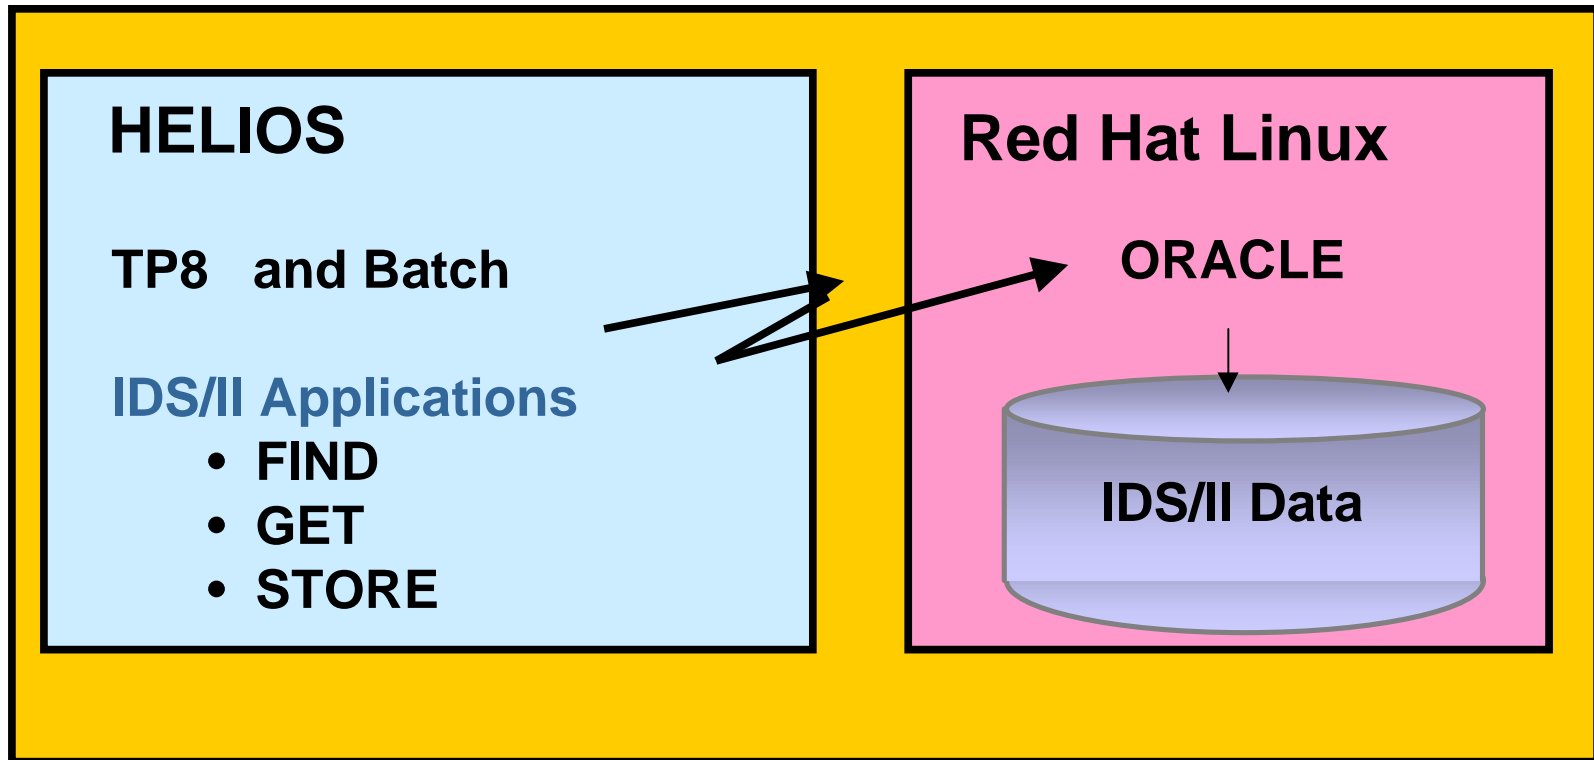 HELIOS
TP8 and Batch
IDS/II Applications
• FIND
• GET
• STORE
Red Hat Linux
ORACLE
IDS/II Data